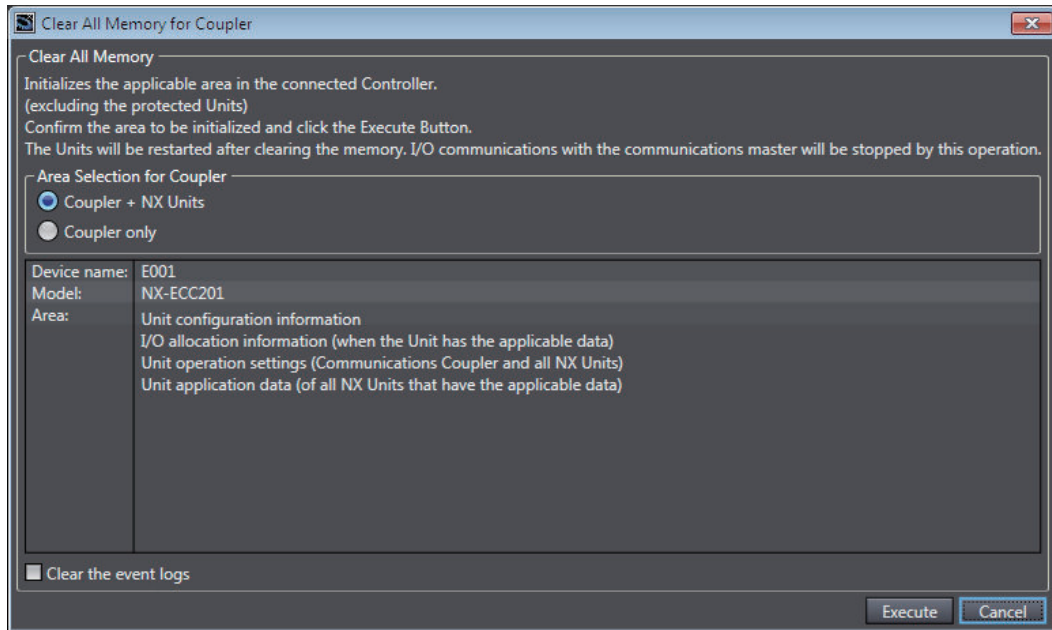 Clear All Memory for Coupler
Clear All Memory
Initializes the applicable area in the connected Controller.
(excluding the protected Units)
Confirm the area to be initialized and click the Execute Button.
The Units will be restarted after clearing the memory. I/O communications with the communications master will be stopped by this operation.
Area Selection for Coupler
Coupler + NX Units
Coupler only
Device name: E001
Model: NX-ECC201
Area: Unit configuration information
I/O allocation information (when the Unit has the applicable data)
Unit operation settings (Communications Coupler and all NX Units)
Unit application data (of all NX Units that have the applicable data)
Clear the event logs
Execute Cancel